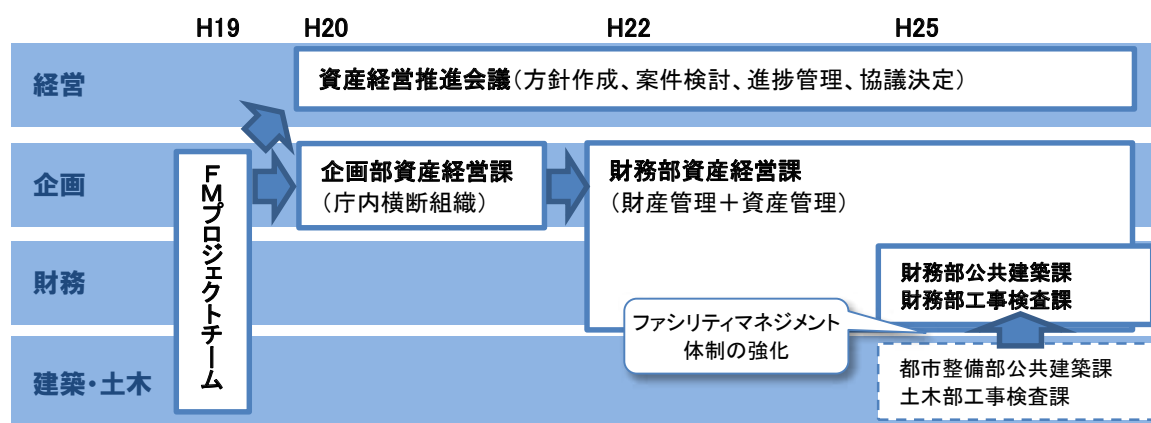 H19
H20
H22
H25
経営
資産経営推進会議(方針作成、案件検討、進捗管理、協議決定)
企画
FMプロジェクトチーム
企画部資産経営課
(庁内横断組織)
財務部資産経営課
(財産管理+資産管理)
財務
財務部公共建築課
財務部工事検査課
ファシリティマネジメント
体制の強化
建築・土木
都市整備部公共建築課
土木部工事検査課